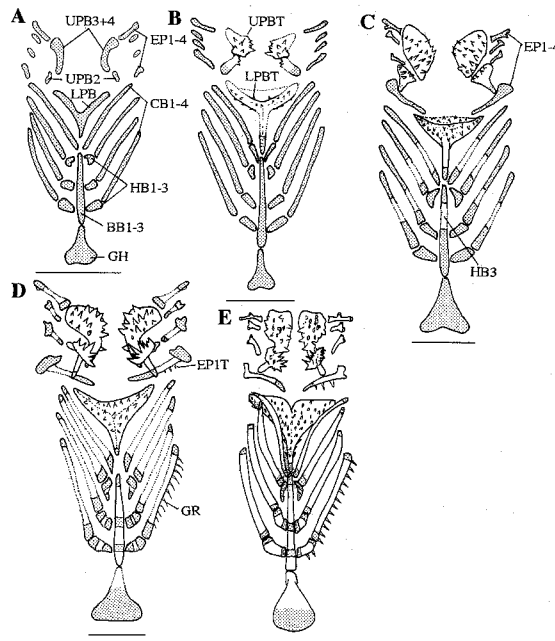 A
UPB3+4
EP1-4
UPB2
LPB
CB1-4
HB1-3
BB1-3
GH
B
UPBT
LPBT
C
EP1-4
HB3
D
EP1T
GR
E